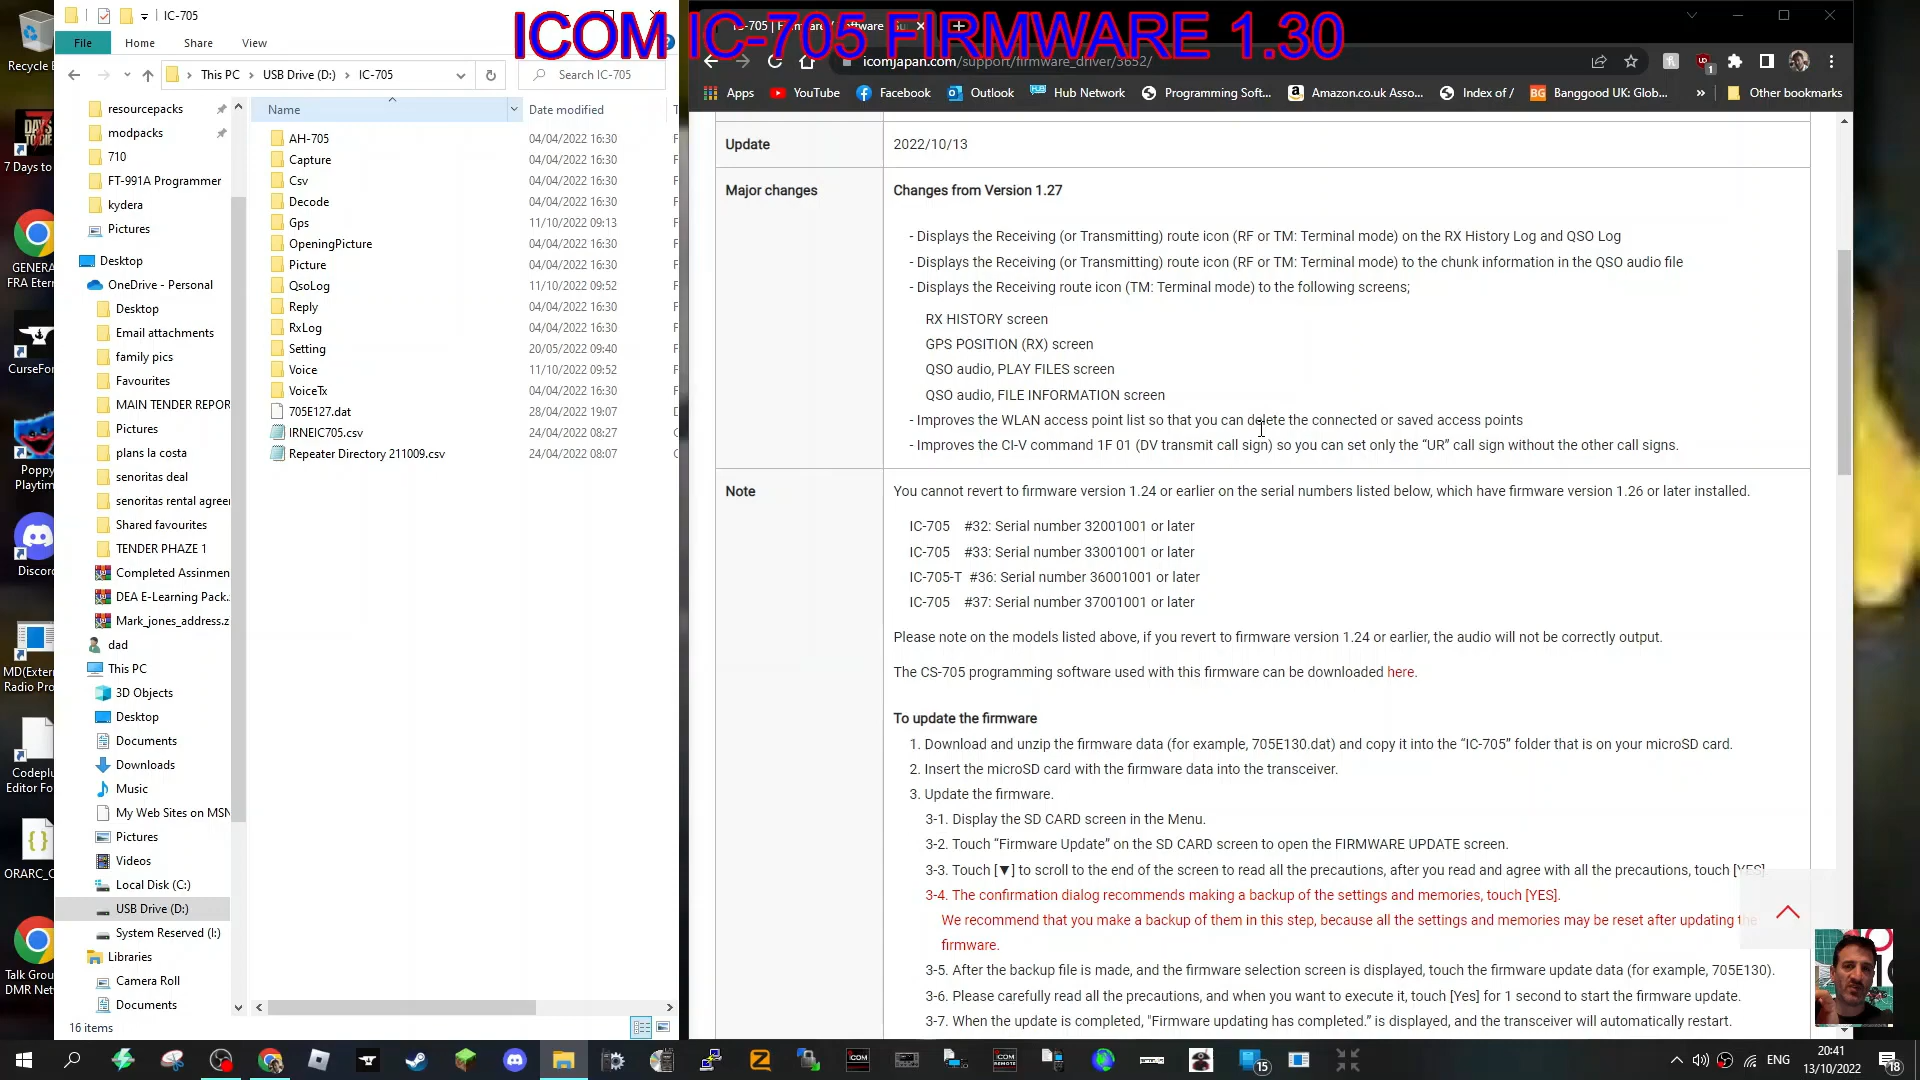 ICOM IC-705 FIRMWARE 1.30
Recycle
7 Days to
GENERA
FRA Etern
CurseFor
Poppy
Playtim
Discord
MD(Extern
Radio Pro
Codeplu
Editor Fo
ORARC_C
Talk Grou
DMR Net
IC-705
File
Home
Share
View
This PC
USB Drive (D:)
IC-705
Search IC-705
resourcepacks
modpacks
710
FT-991A Programmer
kydera
Pictures
Desktop
OneDrive - Personal
Desktop
Email attachments
family pics
Favourites
MAIN TENDER REPOR
Pictures
plans la costa
senoritas deal
senoritas rental agreer
Shared favourites
TENDER PHAZE 1
Completed Assinmen
DEA E-Learning Pack.
Mark_jones_address.z
dad
This PC
3D Objects
Desktop
Documents
Downloads
Music
My Web Sites on MSN
Pictures
Videos
Local Disk (C:)
USB Drive (D:)
System Reserved (I:)
Libraries
Camera Roll
Documents
Name
Date modified
AH-705 04/04/2022 16:30
Capture 04/04/2022 16:30
Csv 04/04/2022 16:30
Decode 04/04/2022 16:30
Gps 11/10/2022 09:13
OpeningPicture 04/04/2022 16:30
Picture 04/04/2022 16:30
QsoLog 11/10/2022 09:52
Reply 04/04/2022 16:30
RxLog 04/04/2022 16:30
Setting 20/05/2022 09:40
Voice 11/10/2022 09:52
VoiceTx 04/04/2022 16:30
705E127.dat 28/04/2022 19:07
IRNEIC705.csv 24/04/2022 08:27
Repeater Directory 211009.csv 24/04/2022 08:07
16 items
IC-705 | Firmware / Software
icomjapan.com/support/firmware_driver/3652/
Apps
YouTube
Facebook
Outlook
Hub Network
Programming Soft...
Amazon.co.uk Asso...
Index of /
Banggood UK: Glob...
»
Other bookmarks
Update
2022/10/13
Major changes
Changes from Version 1.27
- Displays the Receiving (or Transmitting) route icon (RF or TM: Terminal mode) on the RX History Log and QSO Log
- Displays the Receiving (or Transmitting) route icon (RF or TM: Terminal mode) to the chunk information in the QSO audio file
- Displays the Receiving route icon (TM: Terminal mode) to the following screens;
RX HISTORY screen
GPS POSITION (RX) screen
QSO audio, PLAY FILES screen
QSO audio, FILE INFORMATION screen
- Improves the WLAN access point list so that you can delete the connected or saved access points
- Improves the CI-V command 1F 01 (DV transmit call sign) so you can set only the “UR” call sign without the other call signs.
Note
You cannot revert to firmware version 1.24 or earlier on the serial numbers listed below, which have firmware version 1.26 or later installed.
IC-705 #32: Serial number 32001001 or later
IC-705 #33: Serial number 33001001 or later
IC-705-T #36: Serial number 36001001 or later
IC-705 #37: Serial number 37001001 or later
Please note on the models listed above, if you revert to firmware version 1.24 or earlier, the audio will not be correctly output.
The CS-705 programming software used with this firmware can be downloaded here.
To update the firmware
1. Download and unzip the firmware data (for example, 705E130.dat) and copy it into the “IC-705” folder that is on your microSD card.
2. Insert the microSD card with the firmware data into the transceiver.
3. Update the firmware.
3-1. Display the SD CARD screen in the Menu.
3-2. Touch “Firmware Update” on the SD CARD screen to open the FIRMWARE UPDATE screen.
3-3. Touch [▼] to scroll to the end of the screen to read all the precautions, after you read and agree with all the precautions, touch [YES].
3-4. The confirmation dialog recommends making a backup of the settings and memories, touch [YES].
We recommend that you make a backup of them in this step, because all the settings and memories may be reset after updating the
firmware.
3-5. After the backup file is made, and the firmware selection screen is displayed, touch the firmware update data (for example, 705E130).
3-6. Please carefully read all the precautions, and when you want to execute it, touch [Yes] for 1 second to start the firmware update.
3-7. When the update is completed, "Firmware updating has completed.” is displayed, and the transceiver will automatically restart.
ENG
20:41
13/10/2022
15
18